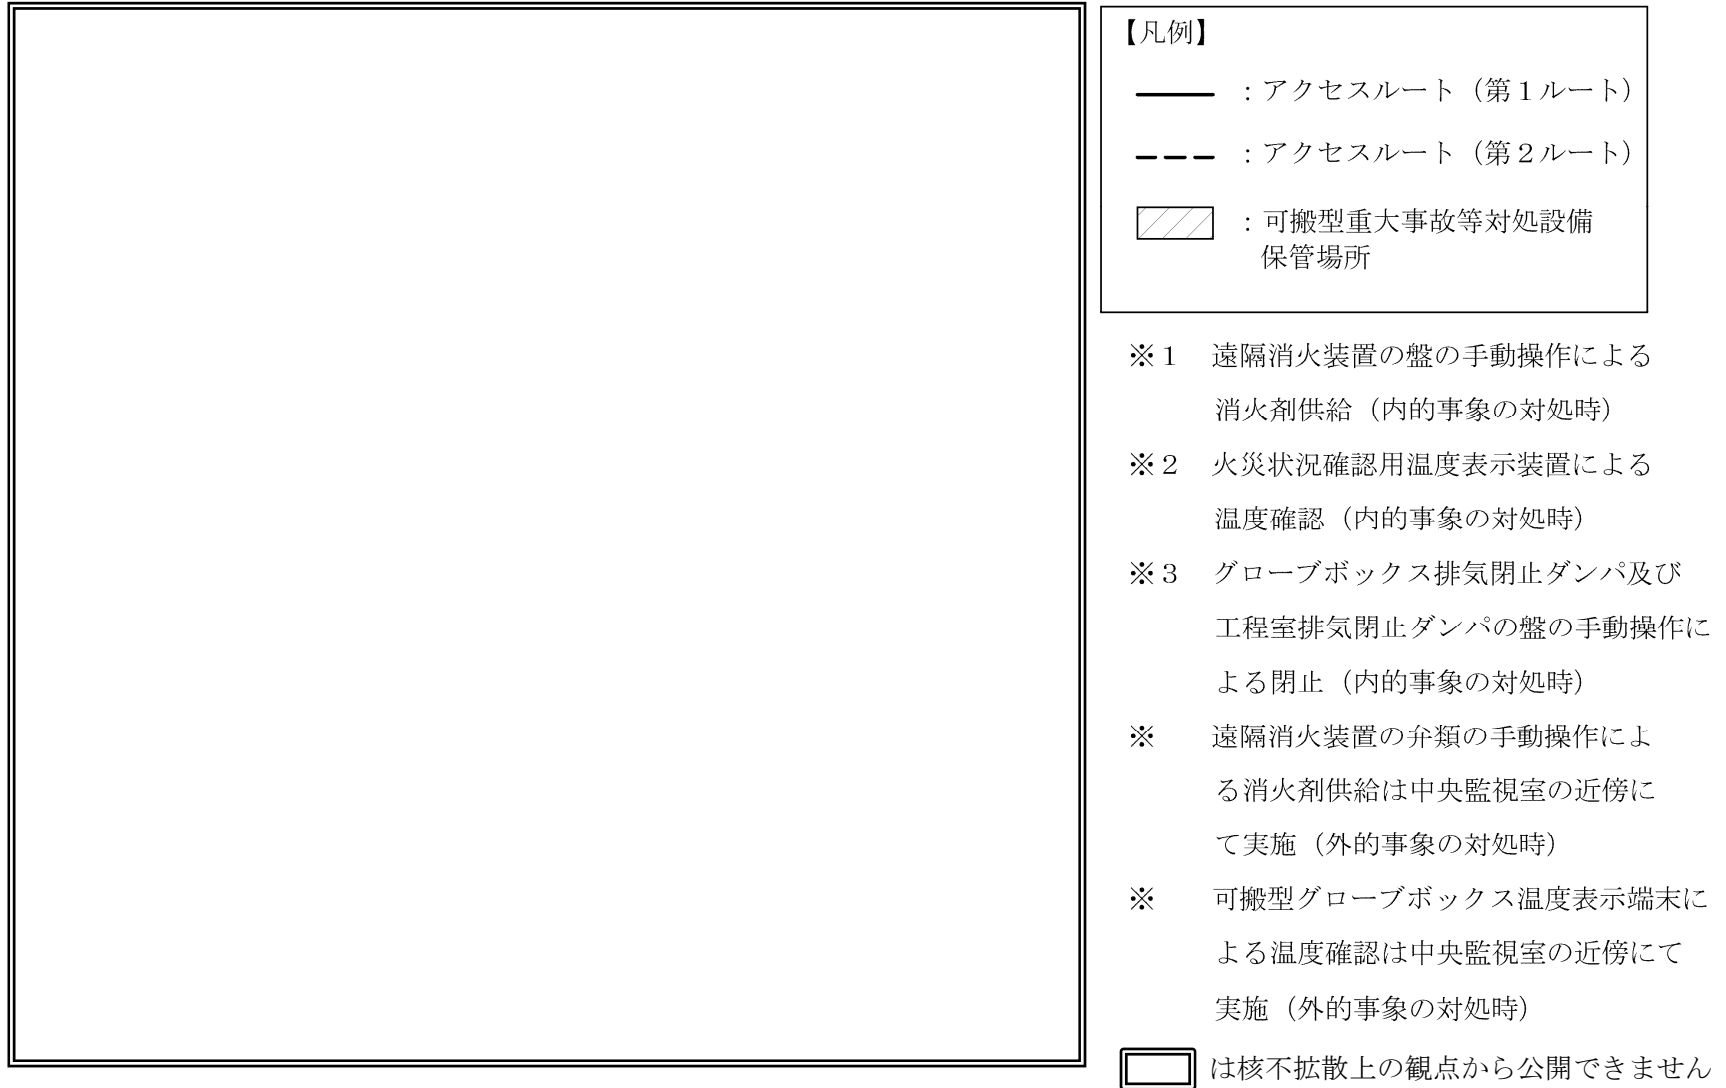 【凡例】
：アクセスルート（第１ルート）
：アクセスルート（第２ルート）
：可搬型重大事故等対処設備
保管場所
※１　遠隔消火装置の盤の手動操作による
消火剤供給（内的事象の対処時）
※２　火災状況確認用温度表示装置による
温度確認（内的事象の対処時）
※３　グローブボックス排気閉止ダンパ及び
工程室排気閉止ダンパの盤の手動操作に
よる閉止（内的事象の対処時）
※　遠隔消火装置の弁類の手動操作によ
る消火剤供給は中央監視室の近傍に
て実施（外的事象の対処時）
※　可搬型グローブボックス温度表示端末に
よる温度確認は中央監視室の近傍にて
実施（外的事象の対処時）
は核不拡散上の観点から公開できません